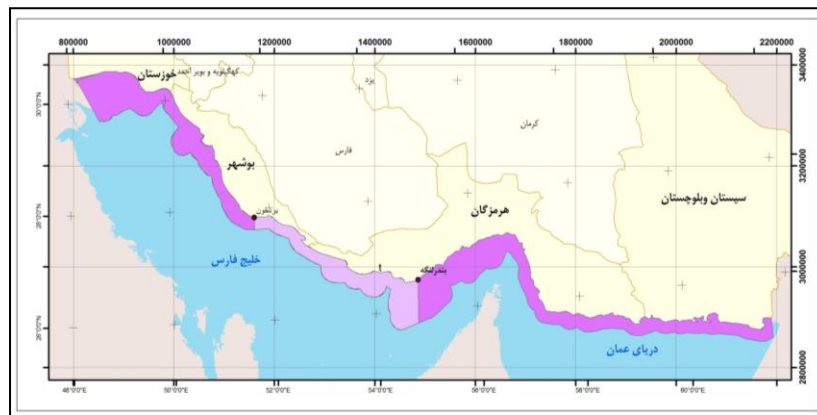 800000 1000000 1200000 1400000 1600000 1800000 2000000 2200000
3400000
خوزستان
کهگیلویه و بویر احمد
یزد
30°0'0"N
کرمان
فارس
3200000
بوشهر
سیستان وبلوچستان
هرمزگان
28°0'0"N
خلیج فارس
بندرلنگه
3000000
26°0'0"N
دریای عمان
2800000
48°0'0"E 50°0'0"E 52°0'0"E 54°0'0"E 56°0'0"E 58°0'0"E 60°0'0"E